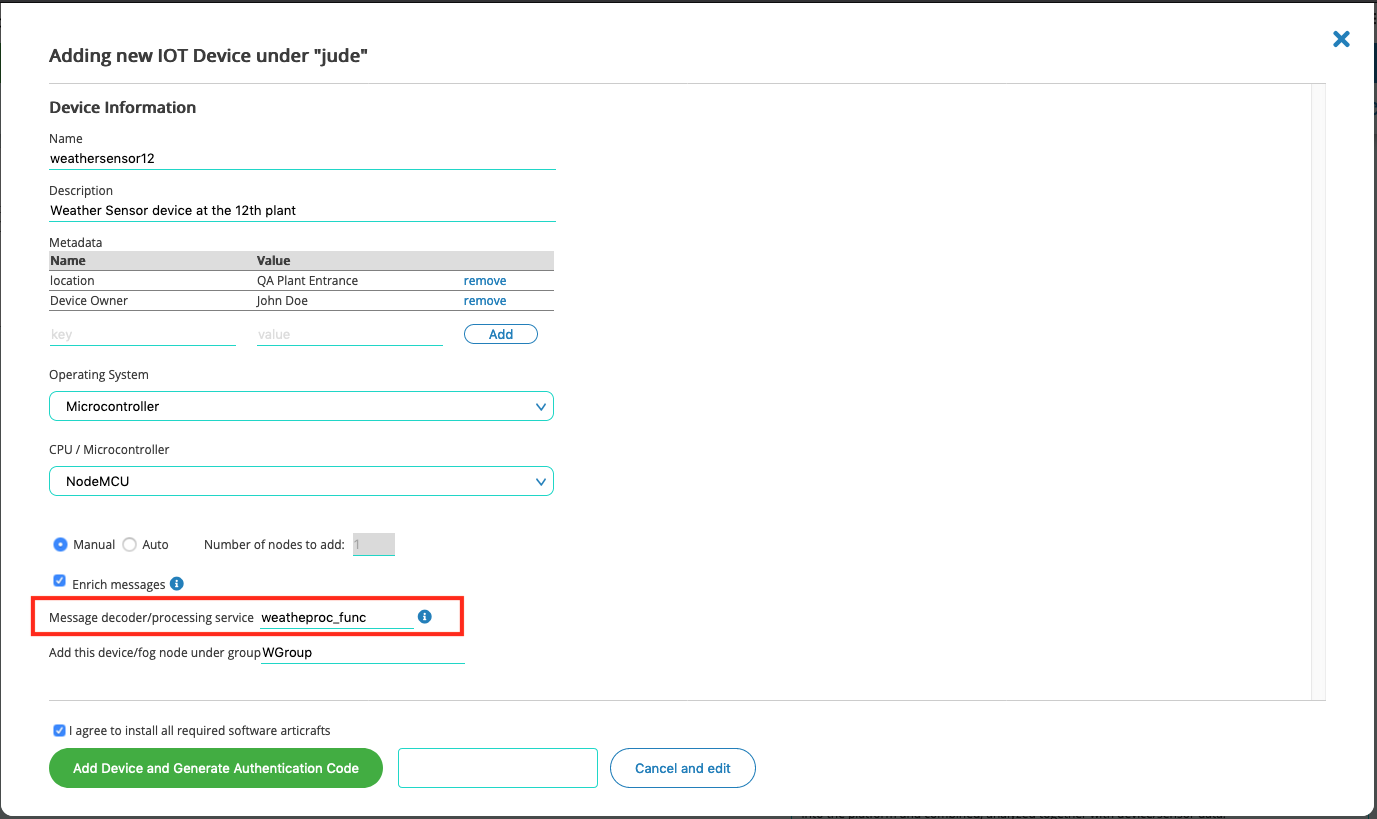 Adding new IOT Device under "jude"
Device Information
Name
weathersensor12
Description
Weather Sensor device at the 12th plant
Metadata
Name Value
location QA Plant Entrance remove
Device Owner John Doe remove
key value Add
Operating System
Microcontroller
CPU / Microcontroller
NodeMCU
Manual Auto Number of nodes to add: 1
Enrich messages i
Message decoder/processing service weatheproc_func i
Add this device/fog node under group WGroup
I agree to install all required software articrafts
Add Device and Generate Authentication Code Cancel and edit